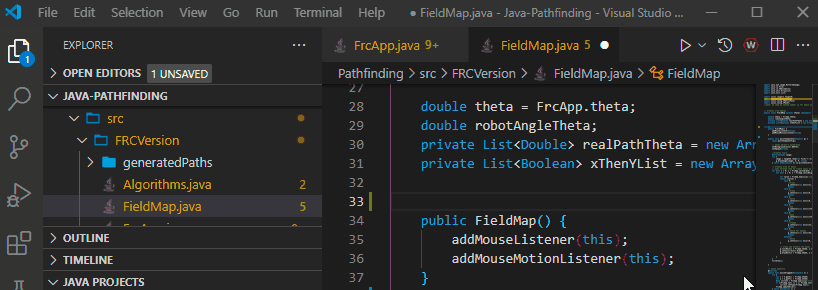 File Edit Selection View Go Run Terminal Help ● FieldMap.java - Java-Pathfinding - Visual Studio ...
EXPLORER
OPEN EDITORS 1 UNSAVED
JAVA-PATHFINDING
src
FRCVersion
generatedPaths
Algorithms.java 2
FieldMap.java 5
OUTLINE
TIMELINE
JAVA PROJECTS
1
FrcApp.java 9+ FieldMap.java 5
Pathfinding > src > FRCVersion > FieldMap.java > FieldMap
27
28 double theta = FrcApp.theta;
29 double robotAngleTheta;
30 private List<Double> realPathTheta = new Arr
31 private List<Boolean> xThenYList = new Array
32
33
34 public FieldMap() {
35 addMouseListener(this);
36 addMouseMotionListener(this);
37 }